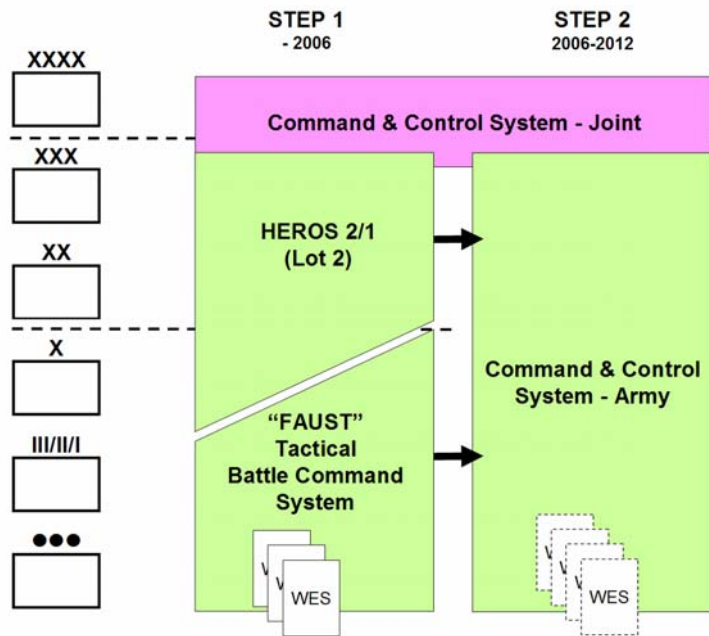 STEP 1
- 2006
STEP 2
2006-2012
XXXX
Command & Control System - Joint
XXX
HEROS 2/1
(Lot 2)
XX
X
Command & Control
System - Army
“FAUST”
Tactical
Battle Command
System
III/II/I
●●●
W
W
WES
W
W
W
WES